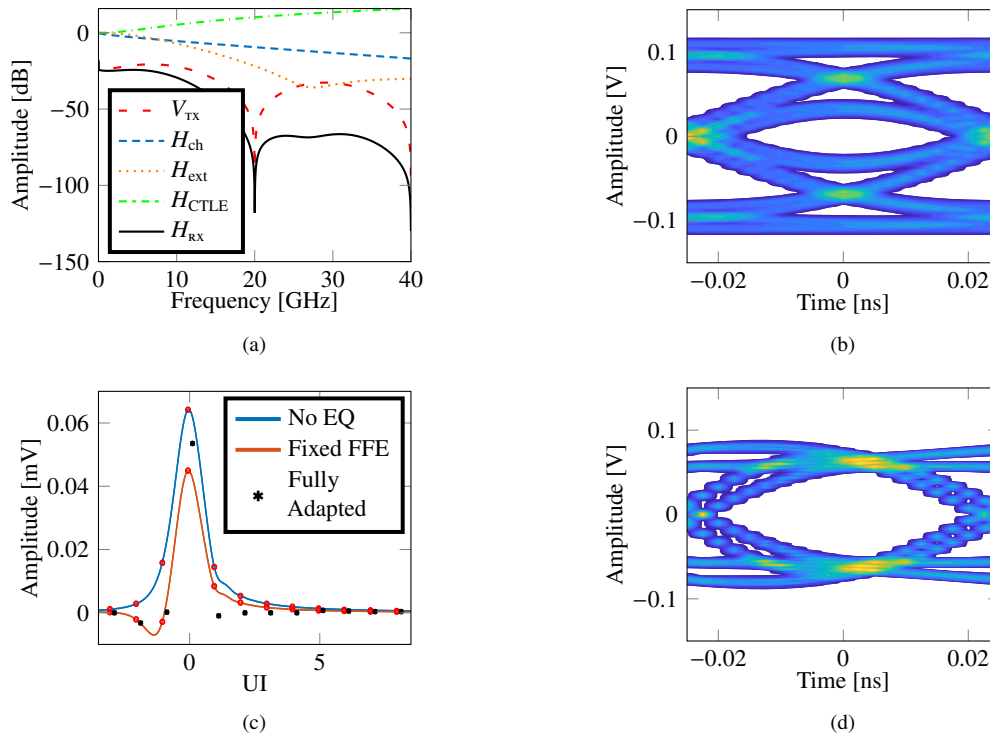 0
−50
−100
−150
Amplitude [dB]
V_TX
H_ch
H_ext
H_CTLE
H_RX
0 10 20 30 40
Frequency [GHz]
(a)
0.1
0
−0.1
Amplitude [V]
−0.02 0 0.02
Time [ns]
(b)
0.06
0.04
0.02
0
Amplitude [mV]
No EQ
Fixed FFE
Fully
Adapted
0 5
UI
(c)
0.1
0
−0.1
Amplitude [V]
−0.02 0 0.02
Time [ns]
(d)